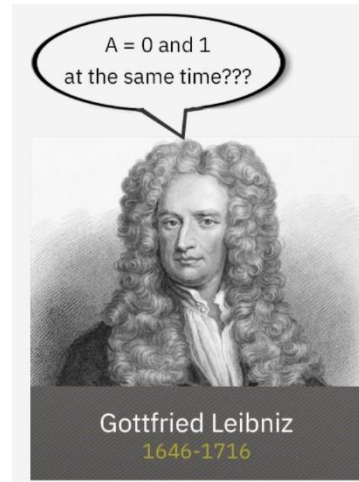 A = 0 and 1
at the same time???
Gottfried Leibniz
1646-1716